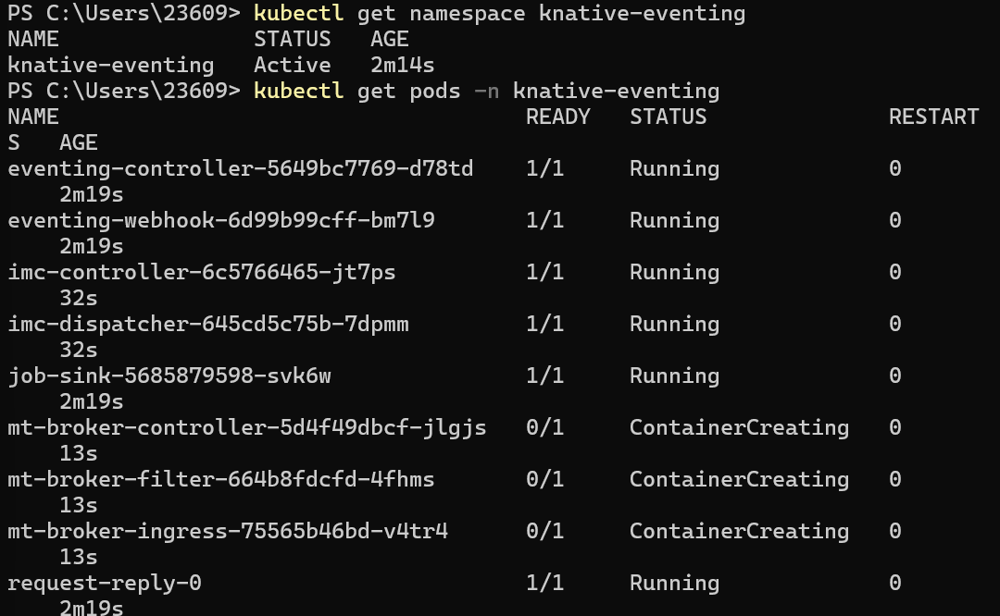 PS C:\Users\23609> kubectl get namespace knative-eventing
NAME               STATUS   AGE
knative-eventing   Active   2m14s
PS C:\Users\23609> kubectl get pods -n knative-eventing
NAME                                    READY   STATUS              RESTART
S   AGE
eventing-controller-5649bc7769-d78td    1/1     Running             0
    2m19s
eventing-webhook-6d99b99cff-bm7l9       1/1     Running             0
    2m19s
imc-controller-6c5766465-jt7ps          1/1     Running             0
    32s
imc-dispatcher-645cd5c75b-7dpmm         1/1     Running             0
    32s
job-sink-5685879598-svk6w               1/1     Running             0
    2m19s
mt-broker-controller-5d4f49dbcf-jlgjs   0/1     ContainerCreating   0
    13s
mt-broker-filter-664b8fdcfd-4fhms       0/1     ContainerCreating   0
    13s
mt-broker-ingress-75565b46bd-v4tr4      0/1     ContainerCreating   0
    13s
request-reply-0                         1/1     Running             0
    2m19s